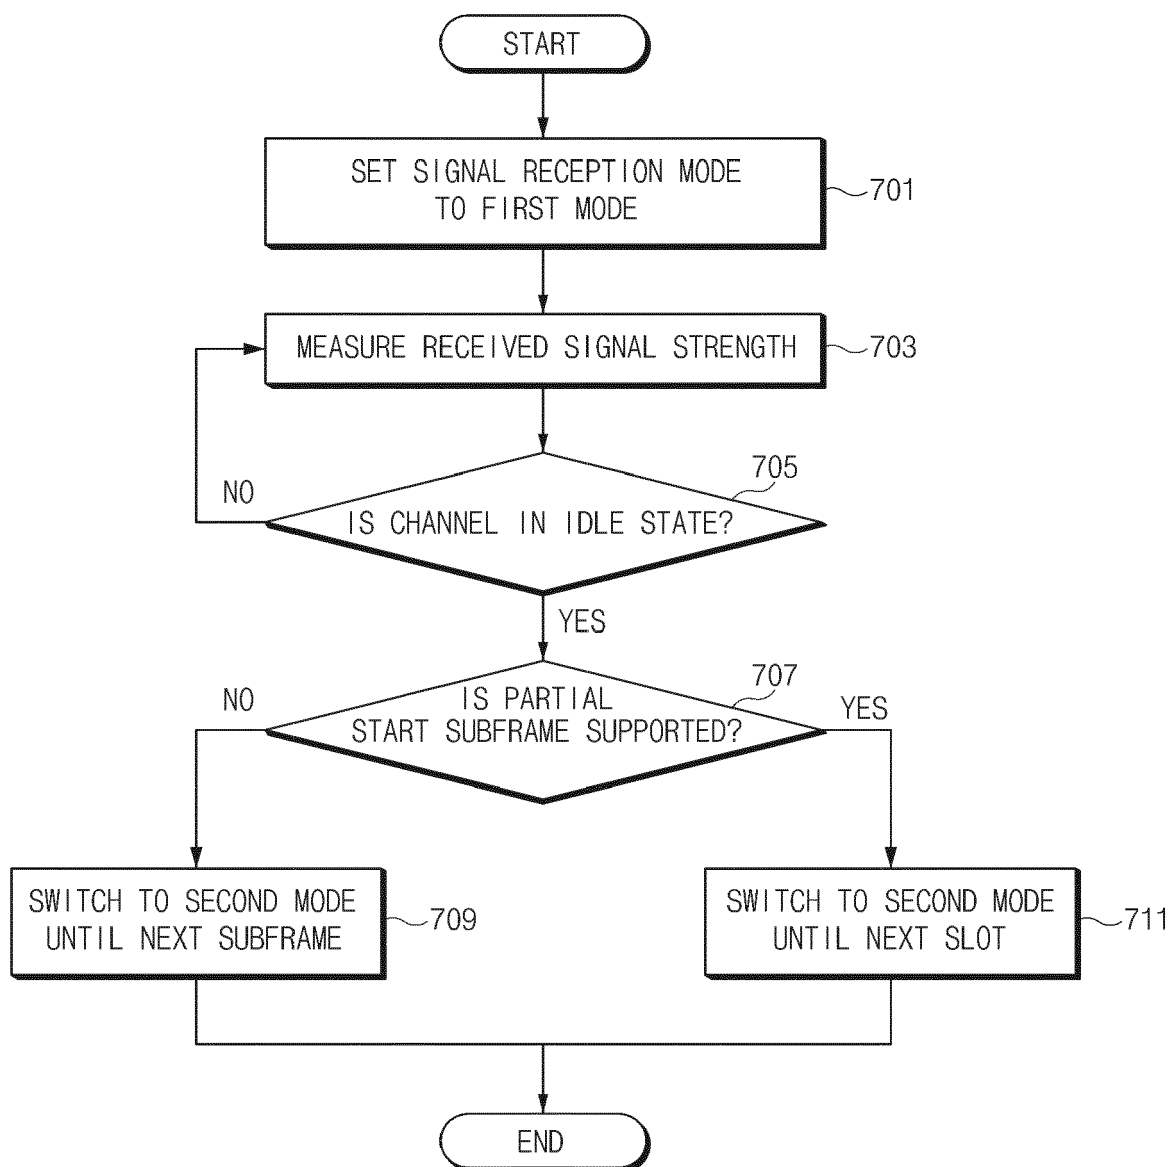 START
SET SIGNAL RECEPTION MODE
TO FIRST MODE
701
MEASURE RECEIVED SIGNAL STRENGTH
703
705
NO
IS CHANNEL IN IDLE STATE?
YES
707
NO
IS PARTIAL
START SUBFRAME SUPPORTED?
YES
SWITCH TO SECOND MODE
UNTIL NEXT SUBFRAME
709
SWITCH TO SECOND MODE
UNTIL NEXT SLOT
711
END